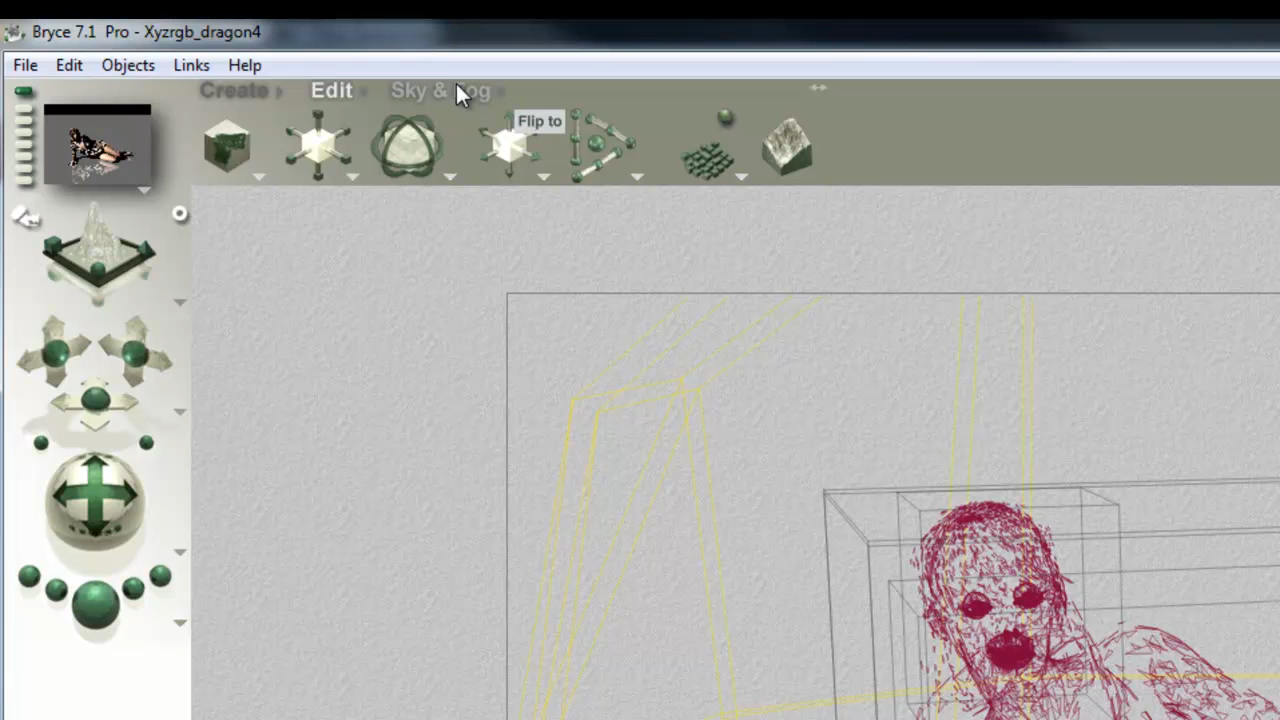 Bryce 7.1 Pro - Xyzrgb_dragon4
File Edit Objects Links Help
Create Edit Sky & Fog
Flip to